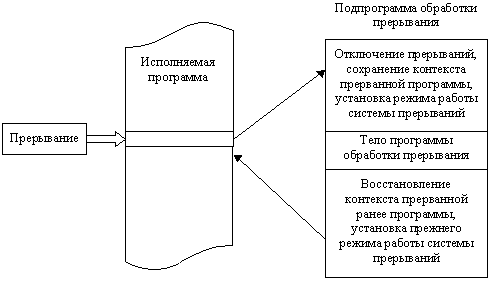 Подпрограмма обработки
прерывания
Исполняемая
программа
Прерывание
Отключение прерываний,
сохранение контекста
прерванной программы,
установка режима работы
системы прерываний
Тело программы
обработки прерывания
Восстановление
контекста прерванной
ранее программы,
установка прежнего
режима работы системы
прерываний